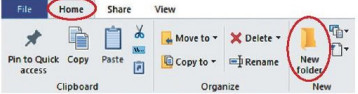 File Home Share View
Pin to Quick access Copy Paste Move to Delete New folder
Copy to Rename
Clipboard Organize New